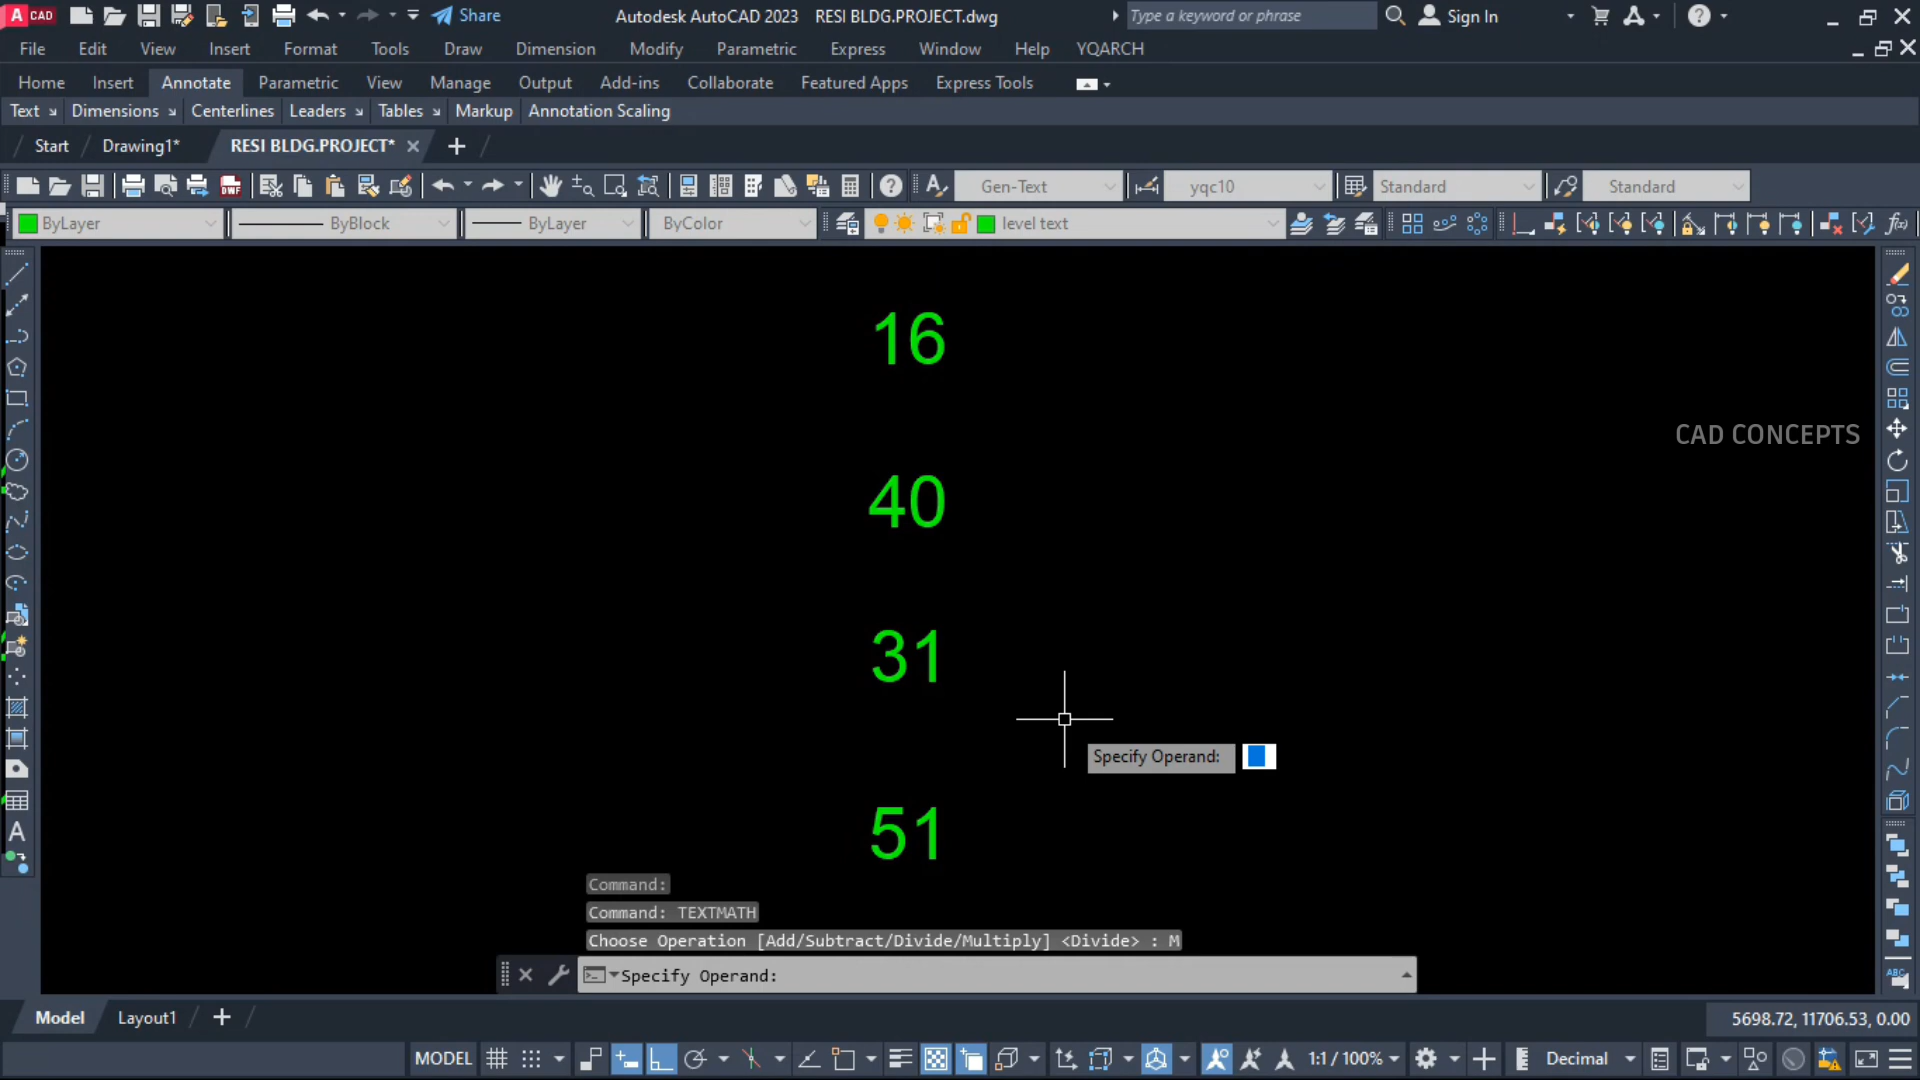 A CAD Share Autodesk AutoCAD 2023 RESI BLDG.PROJECT.dwg Type a keyword or phrase Sign In
File Edit View Insert Format Tools Draw Dimension Modify Parametric Express Window Help YQARCH
Home Insert Annotate Parametric View Manage Output Add-ins Collaborate Featured Apps Express Tools
Text Dimensions Centerlines Leaders Tables Markup Annotation Scaling
Start Drawing1* RESI BLDG.PROJECT*
DWF Gen-Text yqc10 Standard Standard
ByLayer ByBlock ByLayer ByColor level text f(x)
16
CAD CONCEPTS
40
31
Specify Operand:
51
A
Command:
Command: TEXTMATH
Choose Operation [Add/Subtract/Divide/Multiply] <Divide> : M
Specify Operand:
ABC
Model Layout1 5698.72, 11706.53, 0.00
MODEL 1:1 / 100% Decimal